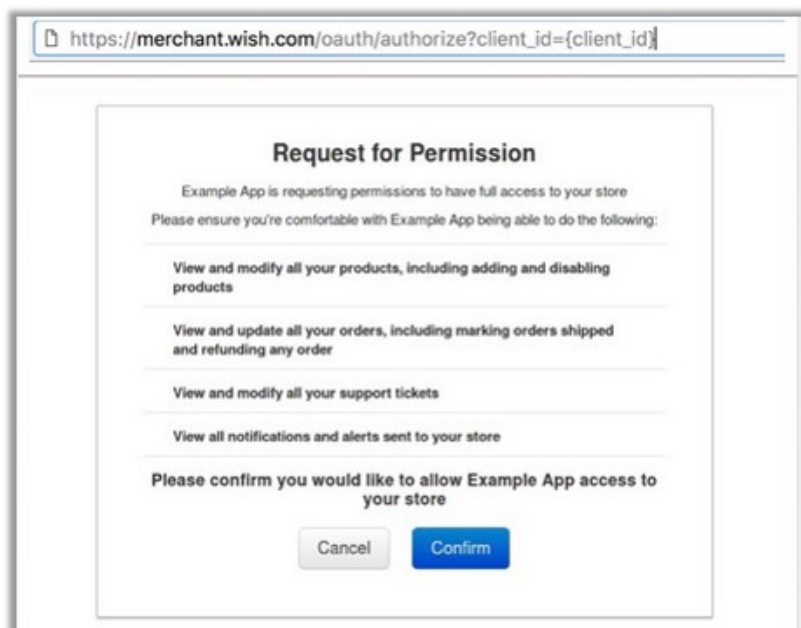 https://merchant.wish.com/oauth/authorize?client_id={client_id}
Request for Permission
Example App is requesting permissions to have full access to your store
Please ensure you're comfortable with Example App being able to do the following:
View and modify all your products, including adding and disabling
products
View and update all your orders, including marking orders shipped
and refunding any order
View and modify all your support tickets
View all notifications and alerts sent to your store
Please confirm you would like to allow Example App access to
your store
Cancel Confirm